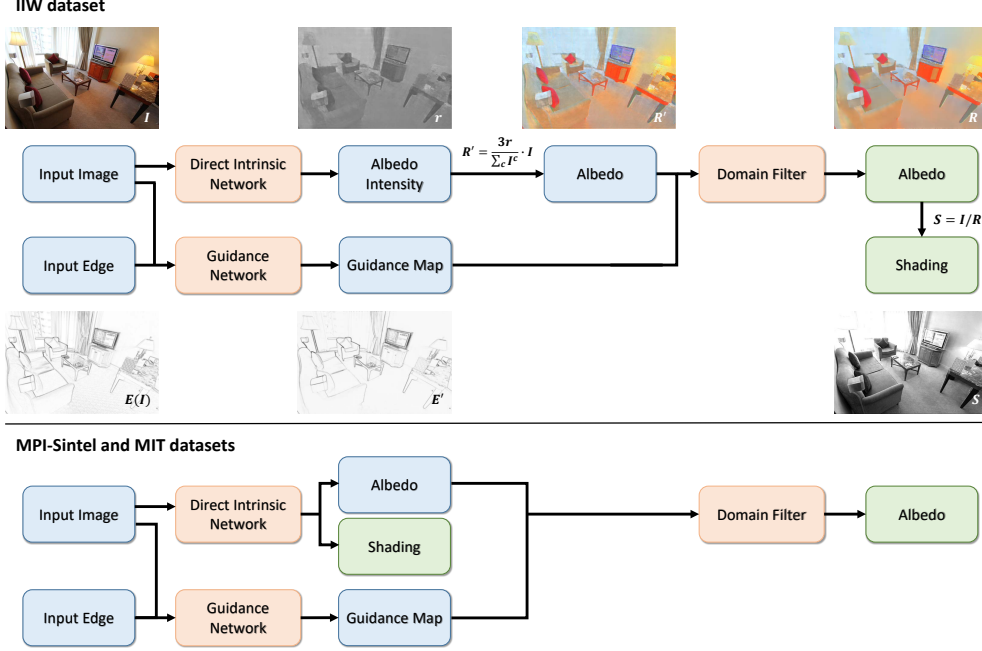 IIW dataset
I
r
R'
R
R' = 3r / ∑c I^c · I
Input Image
Direct Intrinsic
Network
Albedo
Intensity
Albedo
Domain Filter
Albedo
S = I/R
Input Edge
Guidance
Network
Guidance Map
Shading
E(I)
E'
S
MPI-Sintel and MIT datasets
Input Image
Direct Intrinsic
Network
Albedo
Shading
Domain Filter
Albedo
Input Edge
Guidance
Network
Guidance Map